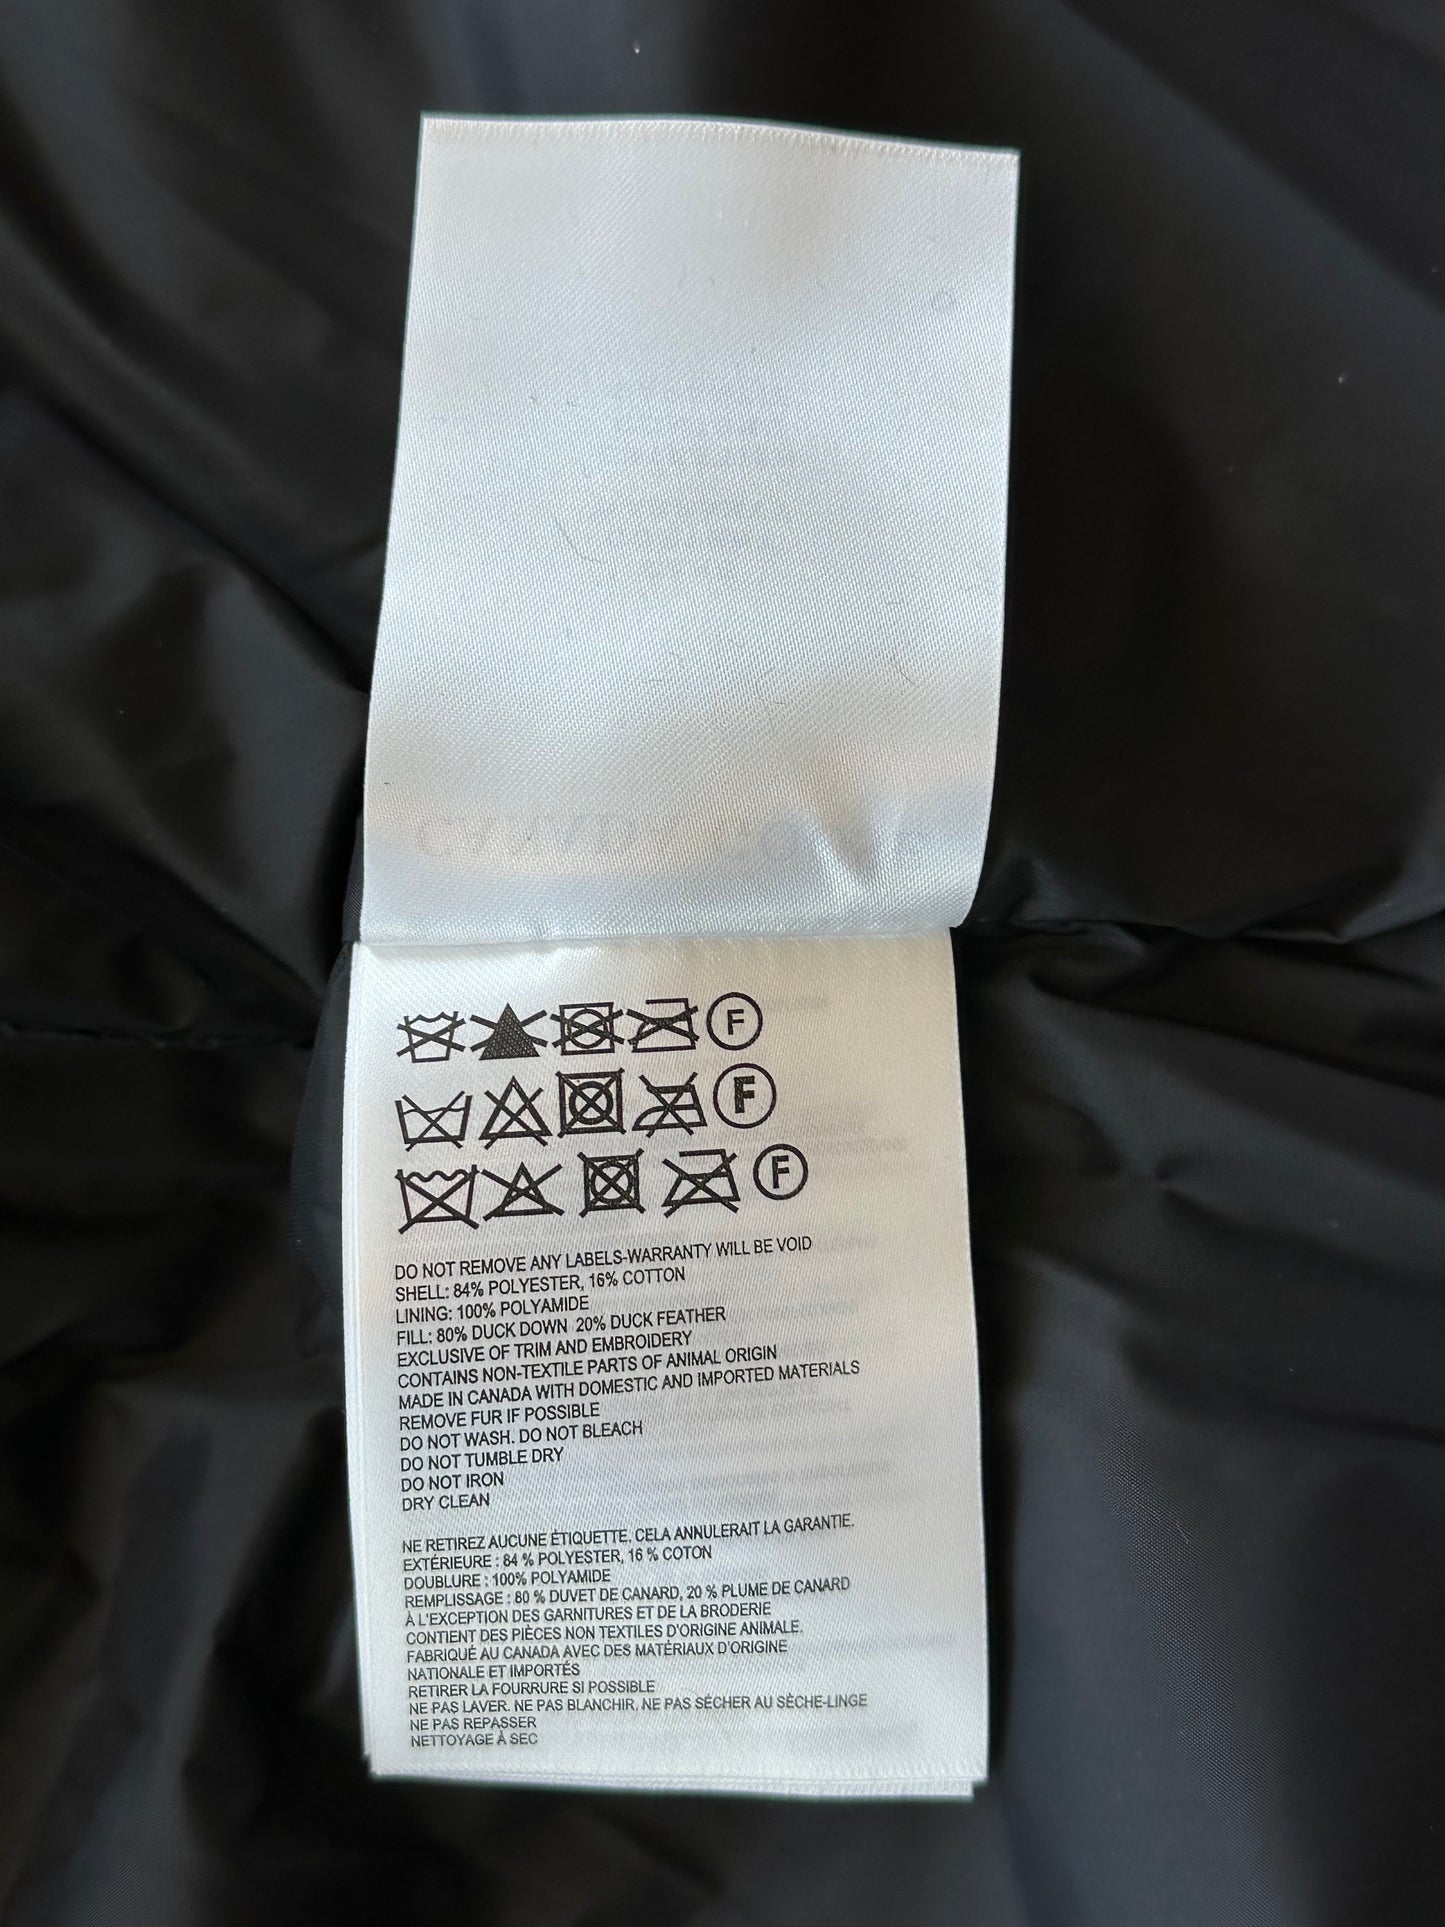 F
F
F
DO NOT REMOVE ANY LABELS-WARRANTY WILL BE VOID
SHELL: 84% POLYESTER, 16% COTTON
LINING: 100% POLYAMIDE
FILL: 80% DUCK DOWN 20% DUCK FEATHER
EXCLUSIVE OF TRIM AND EMBROIDERY
CONTAINS NON-TEXTILE PARTS OF ANIMAL ORIGIN
MADE IN CANADA WITH DOMESTIC AND IMPORTED MATERIALS
REMOVE FUR IF POSSIBLE
DO NOT WASH. DO NOT BLEACH
DO NOT TUMBLE DRY
DO NOT IRON
DRY CLEAN
NE RETIREZ AUCUNE ÉTIQUETTE, CELA ANNULERAIT LA GARANTIE.
EXTÉRIEURE : 84 % POLYESTER, 16 % COTON
DOUBLURE : 100% POLYAMIDE
REMPLISSAGE : 80 % DUVET DE CANARD, 20 % PLUME DE CANARD
À L'EXCEPTION DES GARNITURES ET DE LA BRODERIE
CONTIENT DES PIÈCES NON TEXTILES D'ORIGINE ANIMALE.
FABRIQUÉ AU CANADA AVEC DES MATÉRIAUX D'ORIGINE
NATIONALE ET IMPORTÉS
RETIRER LA FOURRURE SI POSSIBLE
NE PAS LAVER. NE PAS BLANCHIR. NE PAS SÉCHER AU SÈCHE-LINGE
NE PAS REPASSER
NETTOYAGE À SEC